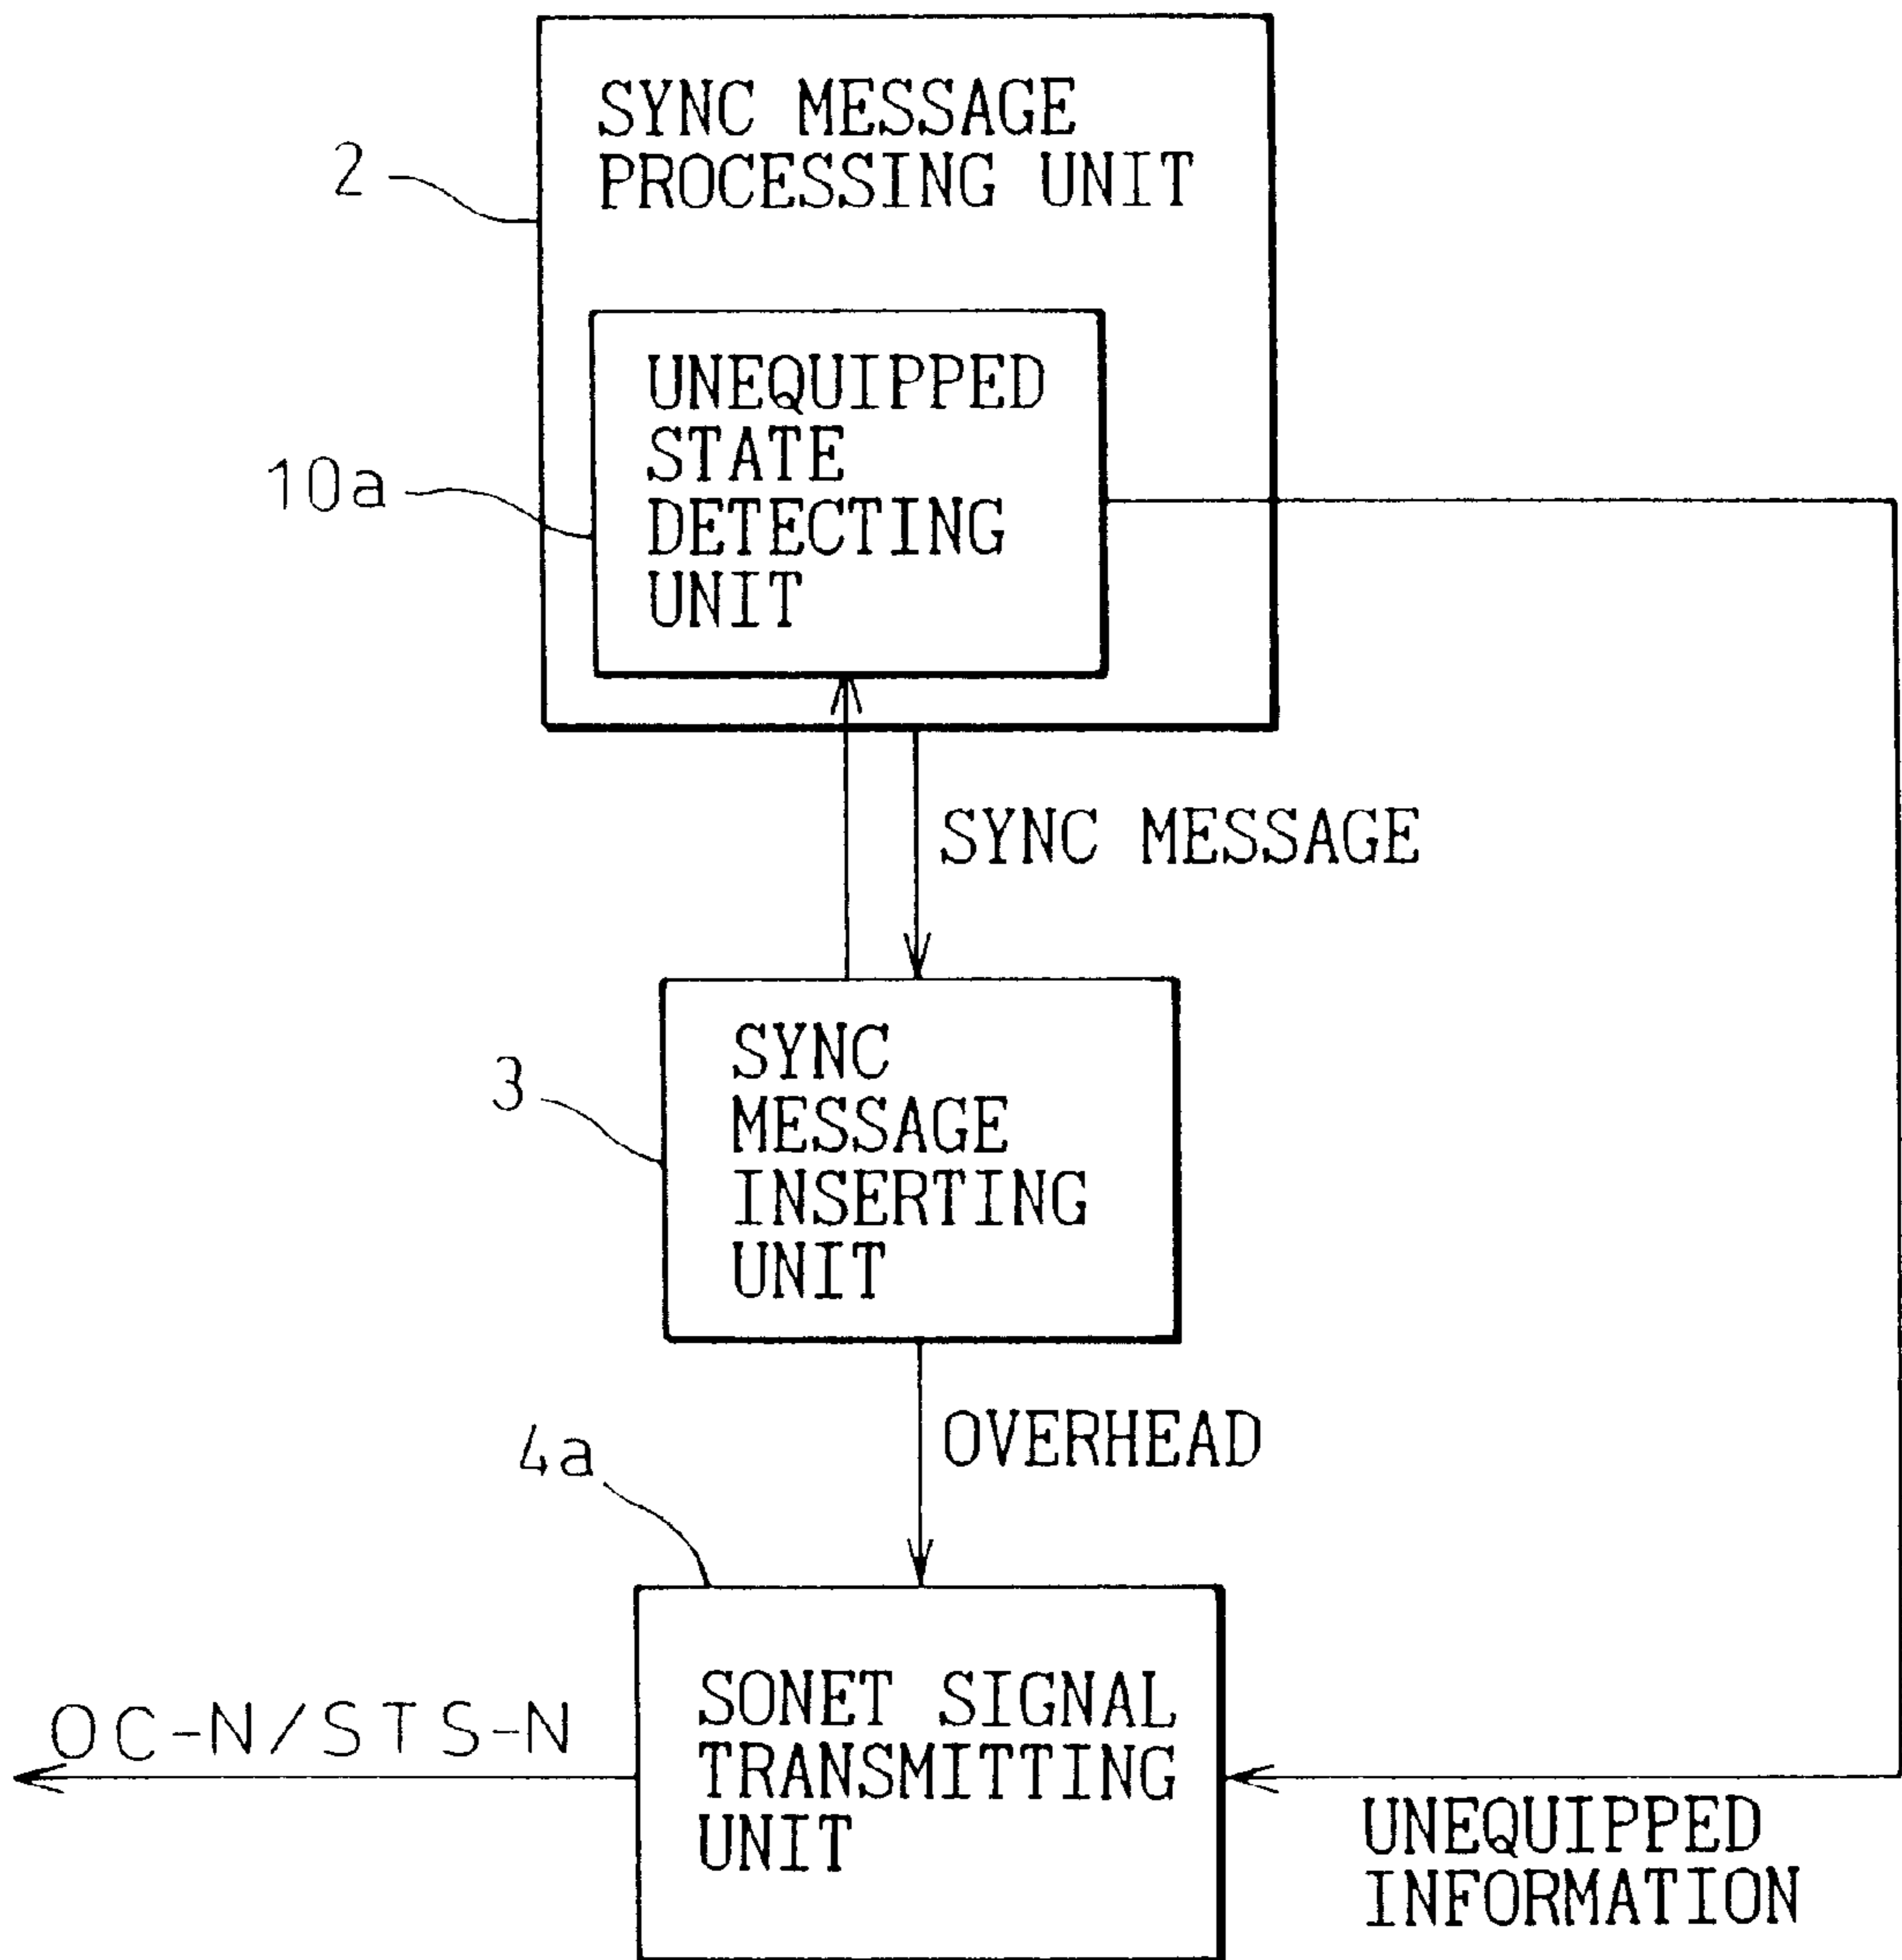 SYNC MESSAGE
PROCESSING UNIT
2
UNEQUIPPED
STATE
DETECTING
UNIT
10a
SYNC MESSAGE
SYNC
MESSAGE
INSERTING
UNIT
3
OVERHEAD
4a
SONET SIGNAL
TRANSMITTING
UNIT
OC-N/STS-N
UNEQUIPPED
INFORMATION